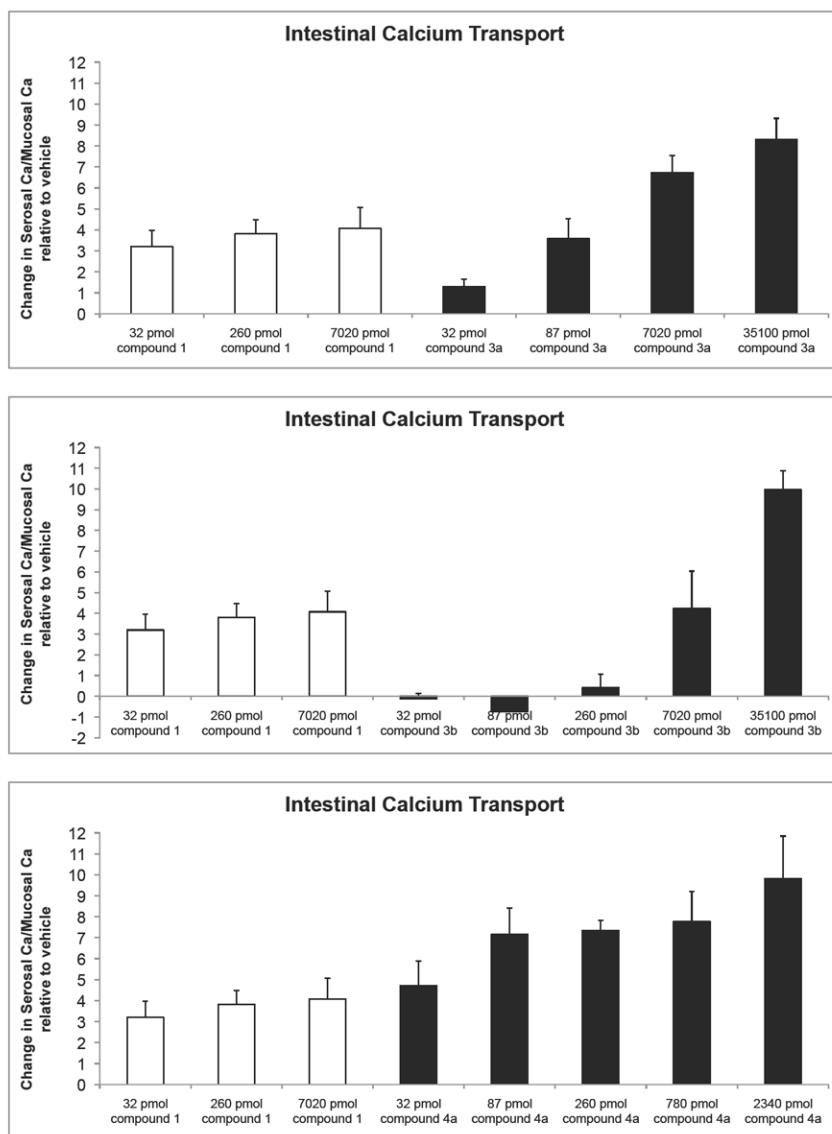 Intestinal Calcium Transport
Change in Serosal Ca/Mucosal Ca
relative to vehicle
12
11
10
9
8
7
6
5
4
3
2
1
0
32 pmol 260 pmol 7020 pmol 32 pmol 87 pmol 7020 pmol 35100 pmol
compound 1 compound 1 compound 1 compound 3a compound 3a compound 3a compound 3a
Intestinal Calcium Transport
Change in Serosal Ca/Mucosal Ca
relative to vehicle
12
11
10
9
8
7
6
5
4
3
2
1
0
-1
-2
32 pmol 260 pmol 7020 pmol 32 pmol 87 pmol 260 pmol 7020 pmol 35100 pmol
compound 1 compound 1 compound 1 compound 3b compound 3b compound 3b compound 3b compound 3b
Intestinal Calcium Transport
Change in Serosal Ca/Mucosal Ca
relative to vehicle
12
11
10
9
8
7
6
5
4
3
2
1
0
32 pmol 260 pmol 7020 pmol 32 pmol 87 pmol 260 pmol 780 pmol 2340 pmol
compound 1 compound 1 compound 1 compound 4a compound 4a compound 4a compound 4a compound 4a